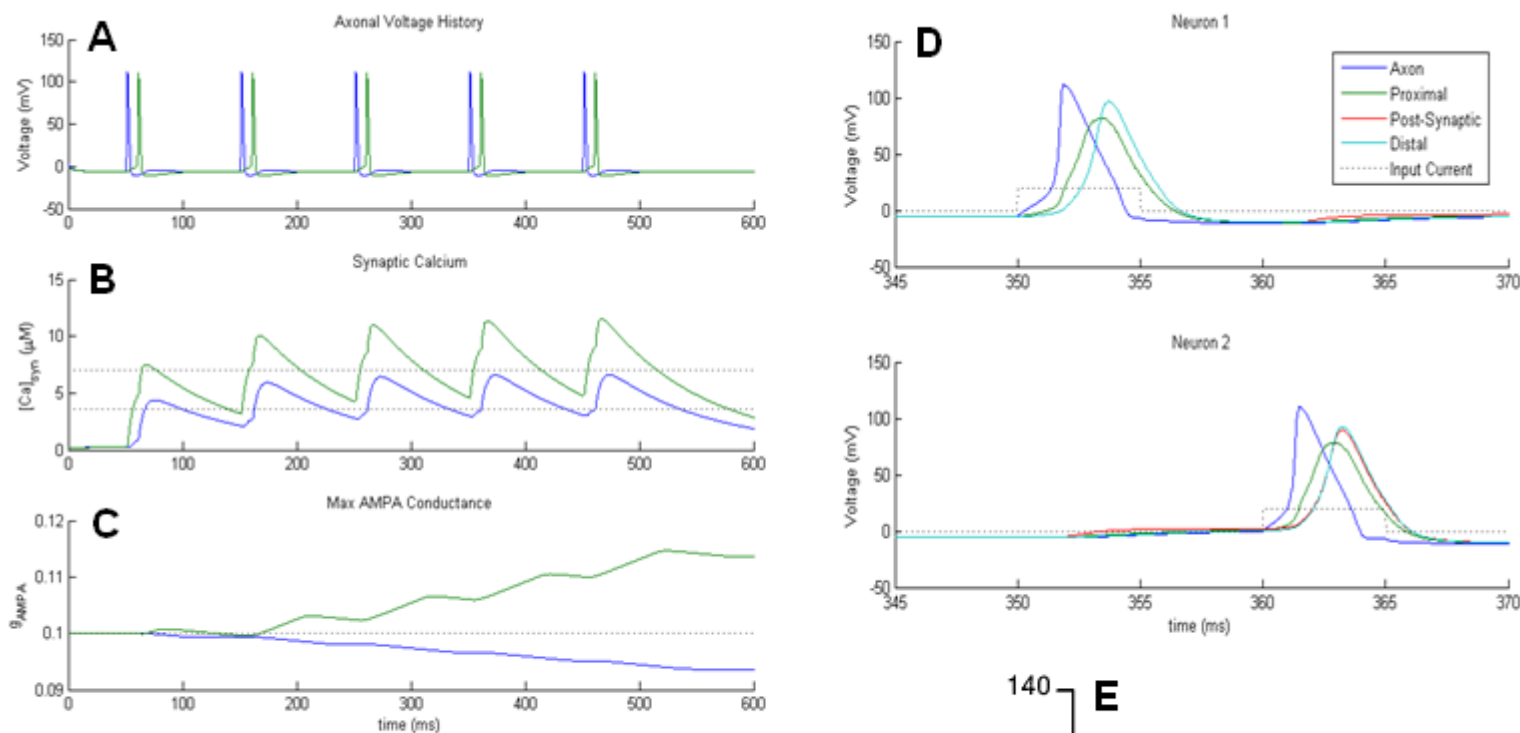 A
Axonal Voltage History
Voltage (mV)
150
100
50
0
-50
0 100 200 300 400 500 600
B
Synaptic Calcium
[Ca]syn (μM)
15
10
5
0
0 100 200 300 400 500 600
C
Max AMPA Conductance
gAMPA
0.12
0.11
0.1
0.09
0 100 200 300 400 500 600
time (ms)
D
Neuron 1
Voltage (mV)
150
100
50
0
-50
345 350 355 360 365 370
Axon
Proximal
Post-Synaptic
Distal
Input Current
Neuron 2
Voltage (mV)
150
100
50
0
-50
345 350 355 360 365 370
time (ms)
140
E